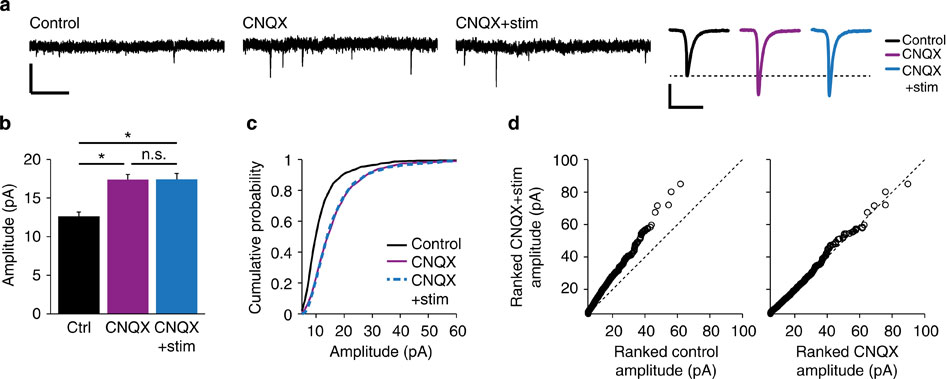 a
Control
CNQX
CNQX+stim
Control
CNQX
CNQX
+stim
b
*
*
n.s.
Amplitude (pA)
20
15
10
5
0
Ctrl
CNQX
CNQX
+stim
c
Cumulative probability
1
0.8
0.6
0.4
0.2
0
Control
CNQX
CNQX
+stim
10 20 30 40 50 60
Amplitude (pA)
d
Ranked CNQX+stim
amplitude (pA)
100
80
60
40
20
20 40 60 80 100
Ranked control
amplitude (pA)
20 40 60 80 100
Ranked CNQX
amplitude (pA)